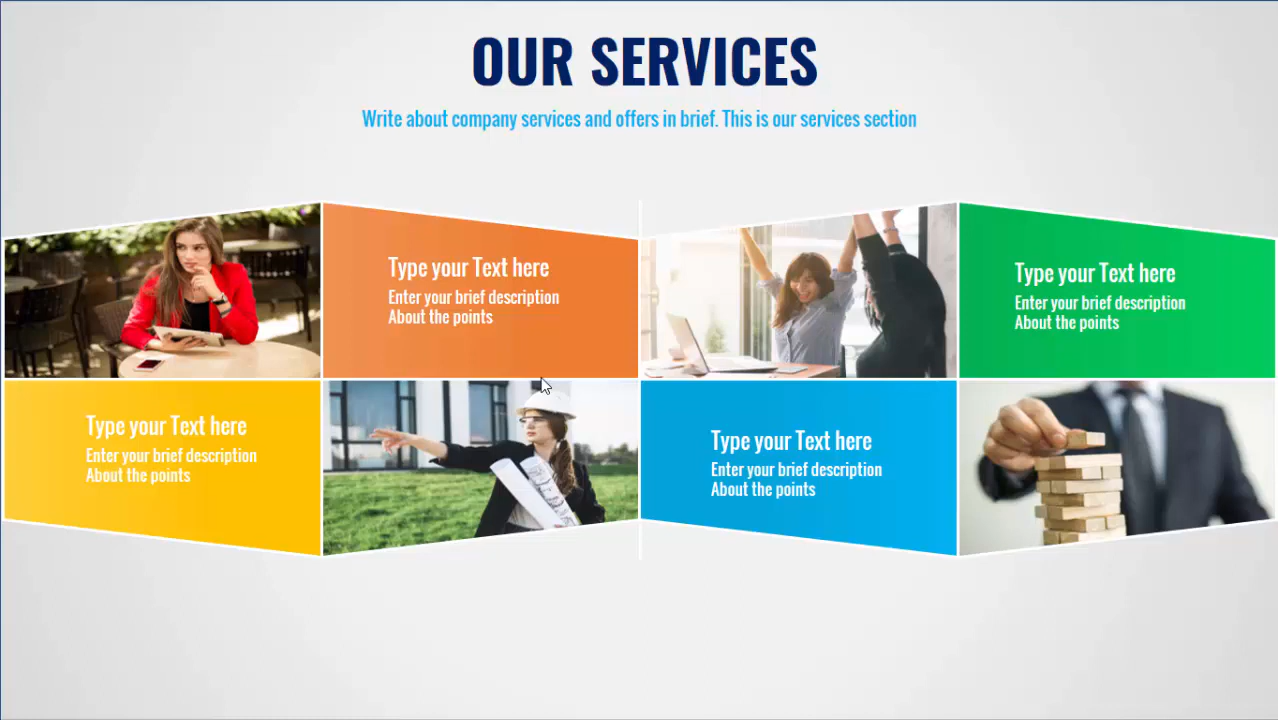 OUR SERVICES
Write about company services and offers in brief. This is our services section
Type your Text here
Enter your brief description
About the points
Type your Text here
Enter your brief description
About the points
Type your Text here
Enter your brief description
About the points
Type your Text here
Enter your brief description
About the points